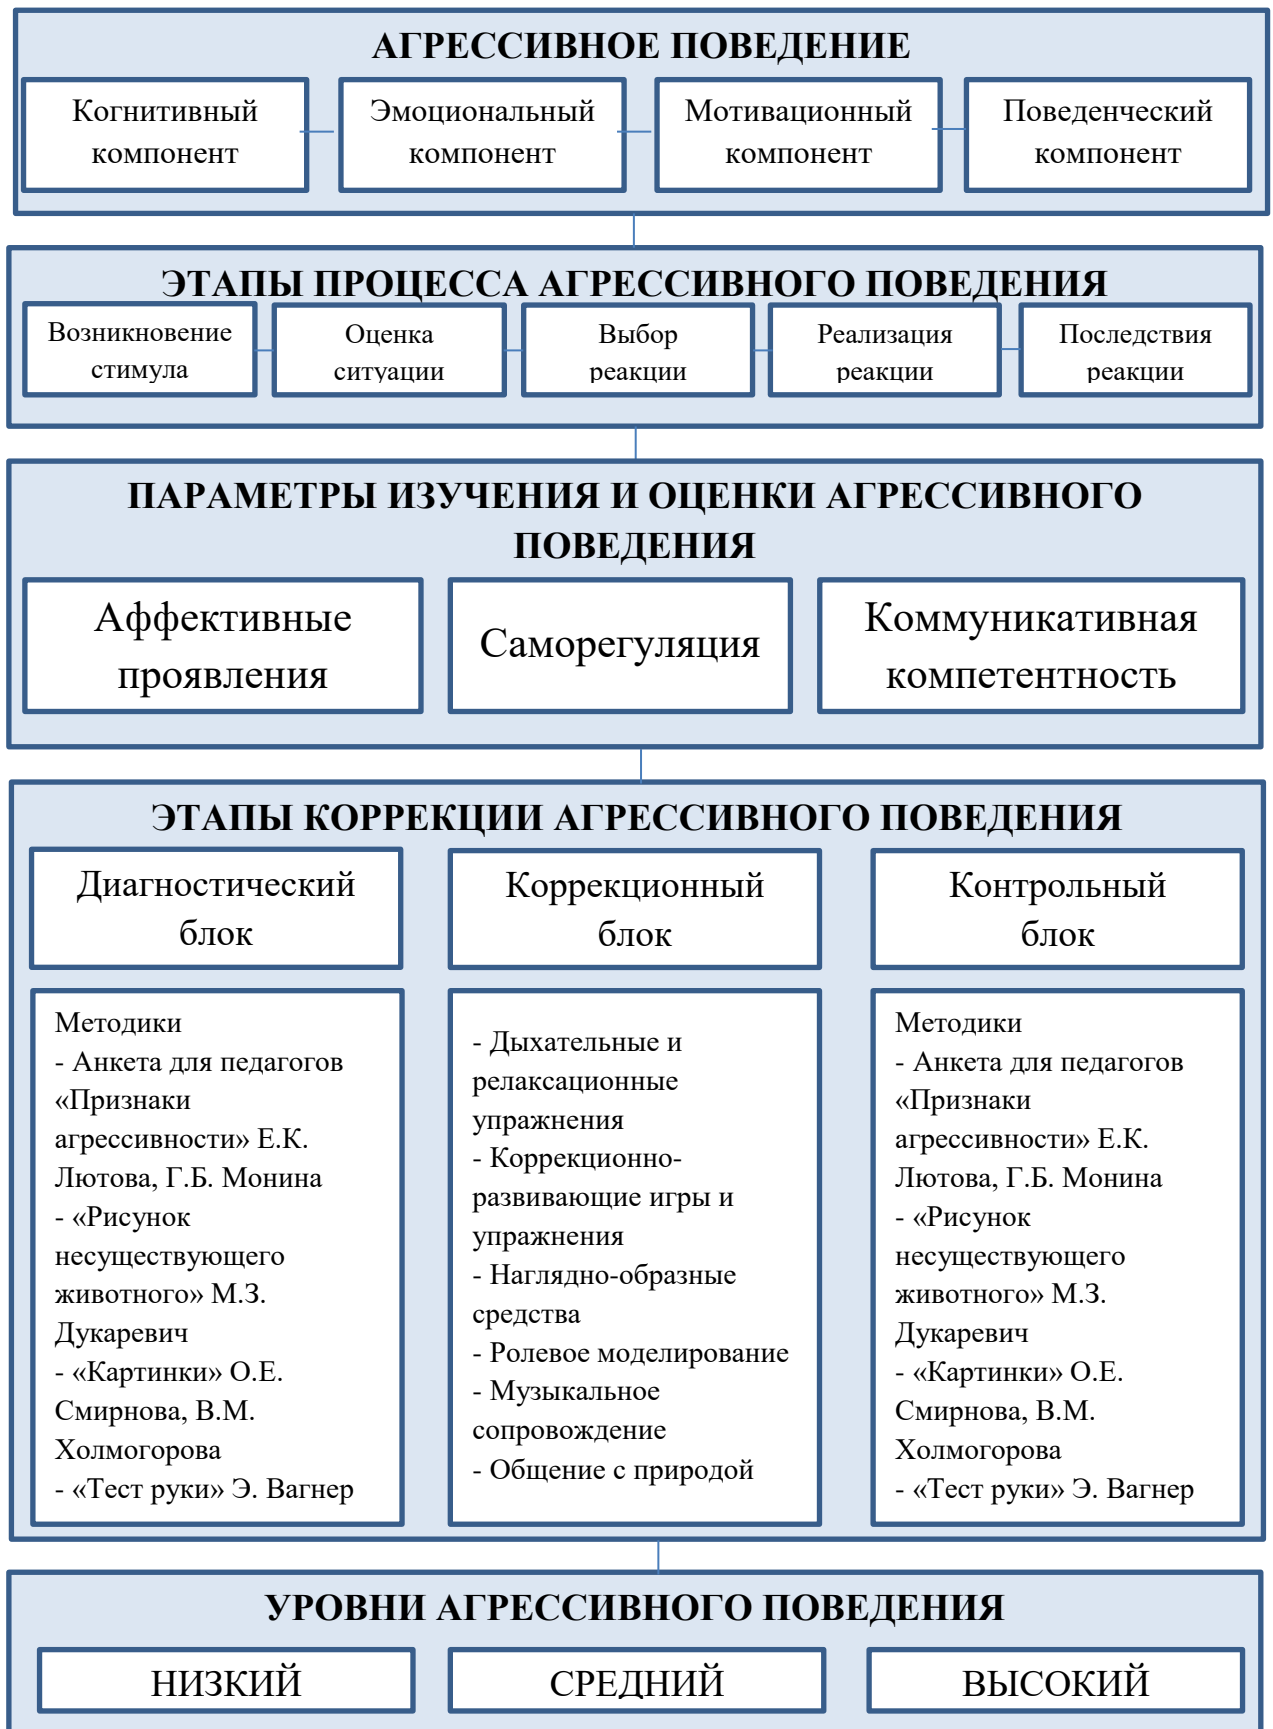 АГРЕССИВНОЕ ПОВЕДЕНИЕ
Когнитивный
компонент
Эмоциональный
компонент
Мотивационный
компонент
Поведенческий
компонент
ЭТАПЫ ПРОЦЕССА АГРЕССИВНОГО ПОВЕДЕНИЯ
Возникновение
стимула
Оценка
ситуации
Выбор
реакции
Реализация
реакции
Последствия
реакции
ПАРАМЕТРЫ ИЗУЧЕНИЯ И ОЦЕНКИ АГРЕССИВНОГО
ПОВЕДЕНИЯ
Аффективные
проявления
Саморегуляция
Коммуникативная
компетентность
ЭТАПЫ КОРРЕКЦИИ АГРЕССИВНОГО ПОВЕДЕНИЯ
Диагностический
блок
Коррекционный
блок
Контрольный
блок
Методики
- Анкета для педагогов
«Признаки
агрессивности» Е.К.
Лютова, Г.Б. Монина
- «Рисунок
несуществующего
животного» М.З.
Дукаревич
- «Картинки» О.Е.
Смирнова, В.М.
Холмогорова
- «Тест руки» Э. Вагнер
- Дыхательные и
релаксационные
упражнения
- Коррекционно-
развивающие игры и
упражнения
- Наглядно-образные
средства
- Ролевое моделирование
- Музыкальное
сопровождение
- Общение с природой
Методики
- Анкета для педагогов
«Признаки
агрессивности» Е.К.
Лютова, Г.Б. Монина
- «Рисунок
несуществующего
животного» М.З.
Дукаревич
- «Картинки» О.Е.
Смирнова, В.М.
Холмогорова
- «Тест руки» Э. Вагнер
УРОВНИ АГРЕССИВНОГО ПОВЕДЕНИЯ
НИЗКИЙ
СРЕДНИЙ
ВЫСОКИЙ